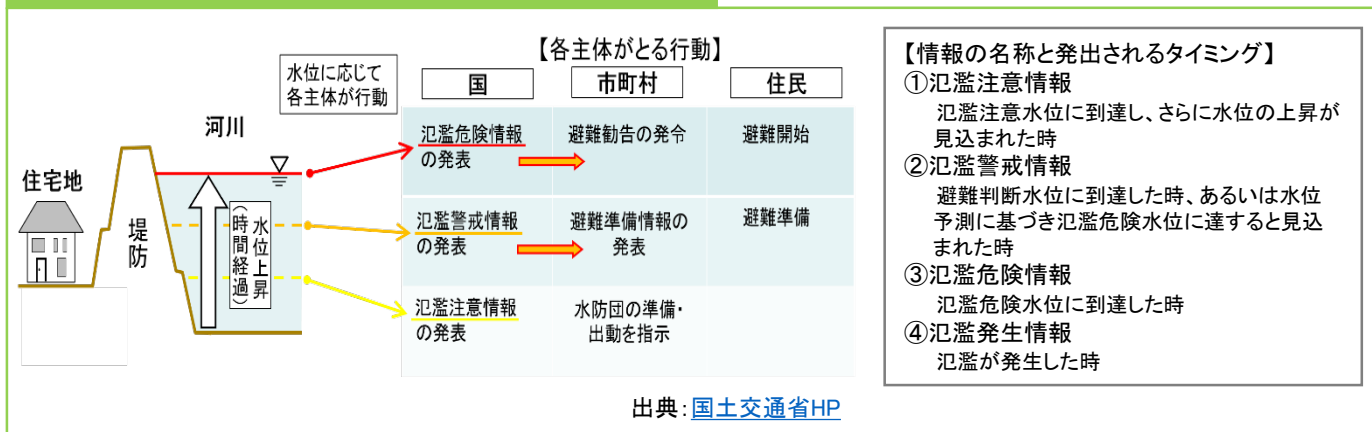 【各主体がとる行動】
水位に応じて
各主体が行動
国
市町村
住民
河川
住宅地
堤防
水位上昇
(時間経過)
氾濫危険情報
の発表
避難勧告の発令
避難開始
氾濫警戒情報
の発表
避難準備情報の
発表
避難準備
氾濫注意情報
の発表
水防団の準備・
出動を指示
出典：国土交通省HP
【情報の名称と発出されるタイミング】
①氾濫注意情報
氾濫注意水位に到達し、さらに水位の上昇が
見込まれた時
②氾濫警戒情報
避難判断水位に到達した時、あるいは水位
予測に基づき氾濫危険水位に達すると見込
まれた時
③氾濫危険情報
氾濫危険水位に到達した時
④氾濫発生情報
氾濫が発生した時